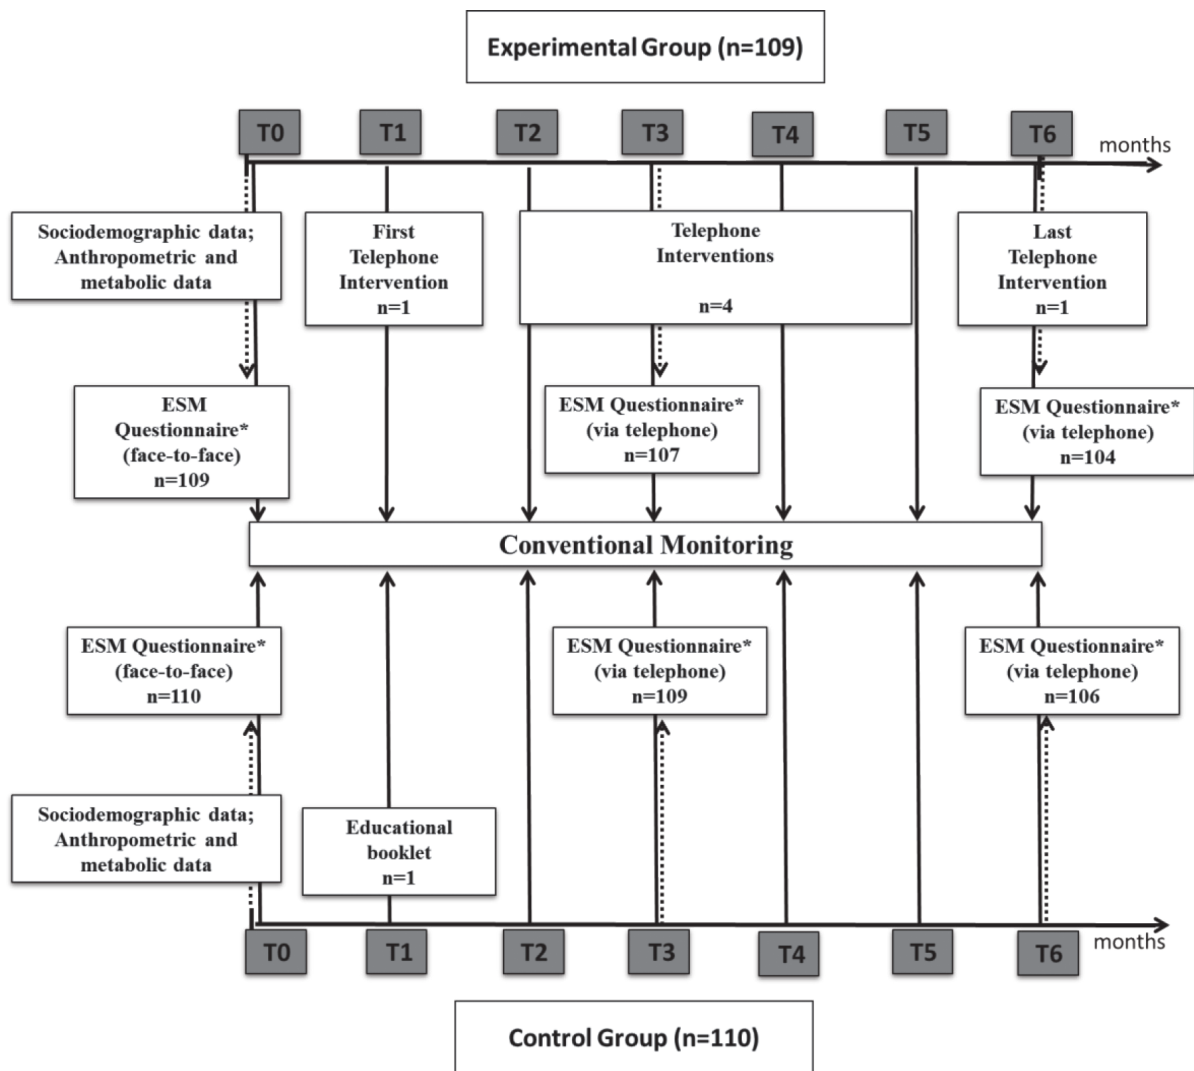 Experimental Group (n=109)
T0
T1
T2
T3
T4
T5
T6
months
Sociodemographic data;
Anthropometric and
metabolic data
First
Telephone
Intervention
n=1
Telephone
Interventions
n=4
Last
Telephone
Intervention
n=1
ESM
Questionnaire*
(face-to-face)
n=109
ESM Questionnaire*
(via telephone)
n=107
ESM Questionnaire*
(via telephone)
n=104
Conventional Monitoring
ESM Questionnaire*
(face-to-face)
n=110
ESM Questionnaire*
(via telephone)
n=109
ESM Questionnaire*
(via telephone)
n=106
Sociodemographic data;
Anthropometric and
metabolic data
Educational
booklet
n=1
T0
T1
T2
T3
T4
T5
T6
months
Control Group (n=110)